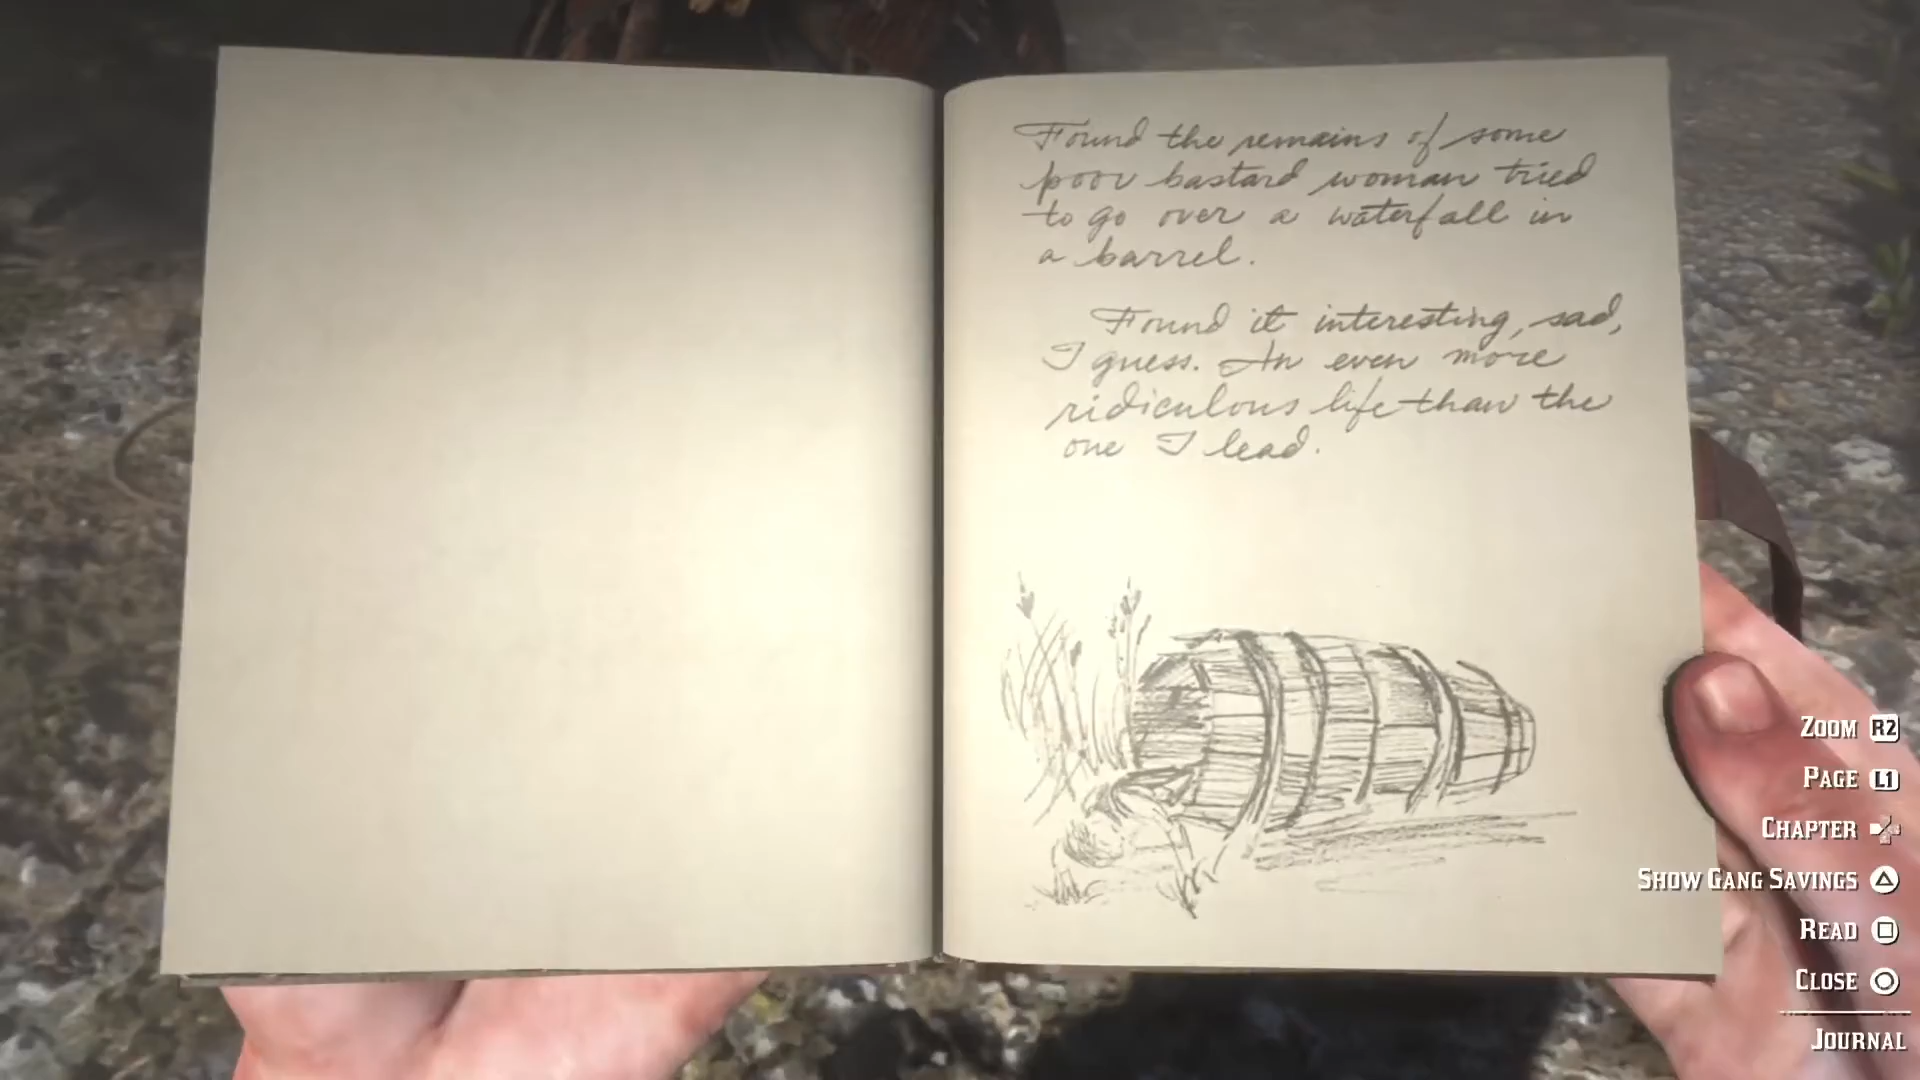 Found the remains of some
poor bastard woman tried
to go over a waterfall in
a barrel.
Found it interesting, sad,
I guess. An even more
ridiculous life than the
one I lead.
ZOOM R2
PAGE L1
CHAPTER
SHOW GANG SAVINGS
READ
CLOSE
JOURNAL